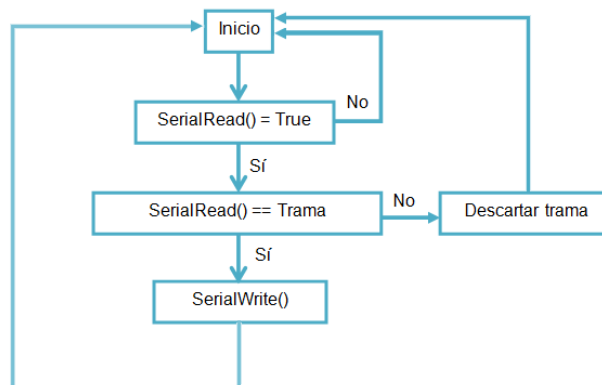 Inicio
No
SerialRead() = True
Sí
SerialRead() == Trama
No
Descartar trama
Sí
SerialWrite()